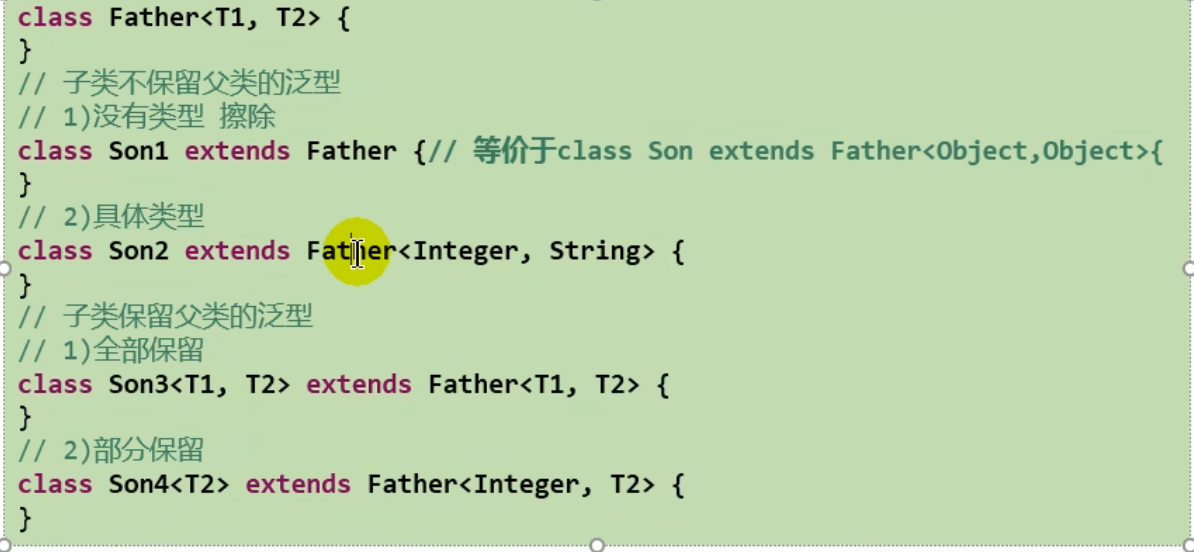 class Father<T1, T2> {
}
// 子类不保留父类的泛型
// 1)没有类型 擦除
class Son1 extends Father {// 等价于class Son extends Father<Object,Object>{
}
// 2)具体类型
class Son2 extends Father<Integer, String> {
}
// 子类保留父类的泛型
// 1)全部保留
class Son3<T1, T2> extends Father<T1, T2> {
}
// 2)部分保留
class Son4<T2> extends Father<Integer, T2> {
}